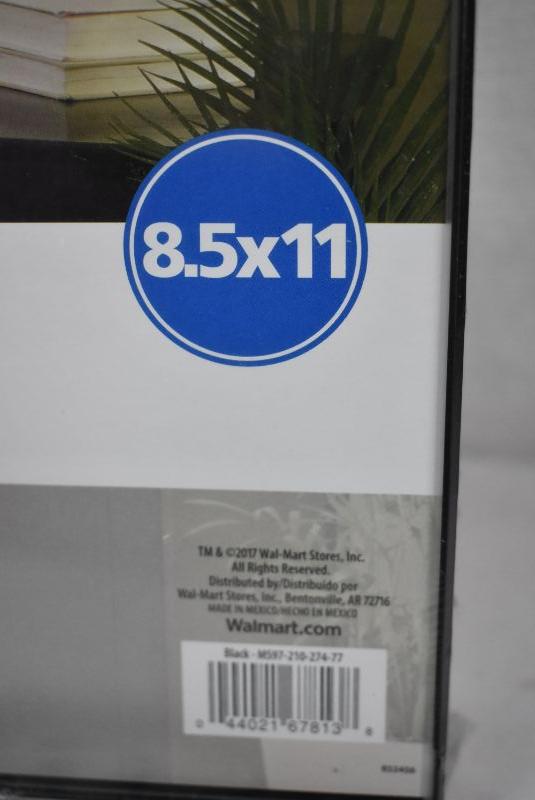 8.5x11
TM & ©2017 Wal-Mart Stores, Inc.
All Rights Reserved.
Distributed by/Distribuido por
Wal-Mart Stores, Inc., Bentonville, AR 72716
MADE IN MEXICO/HECHO EN MEXICO
Walmart.com
Black - MS97-210-274-77
0 44021 67813 8